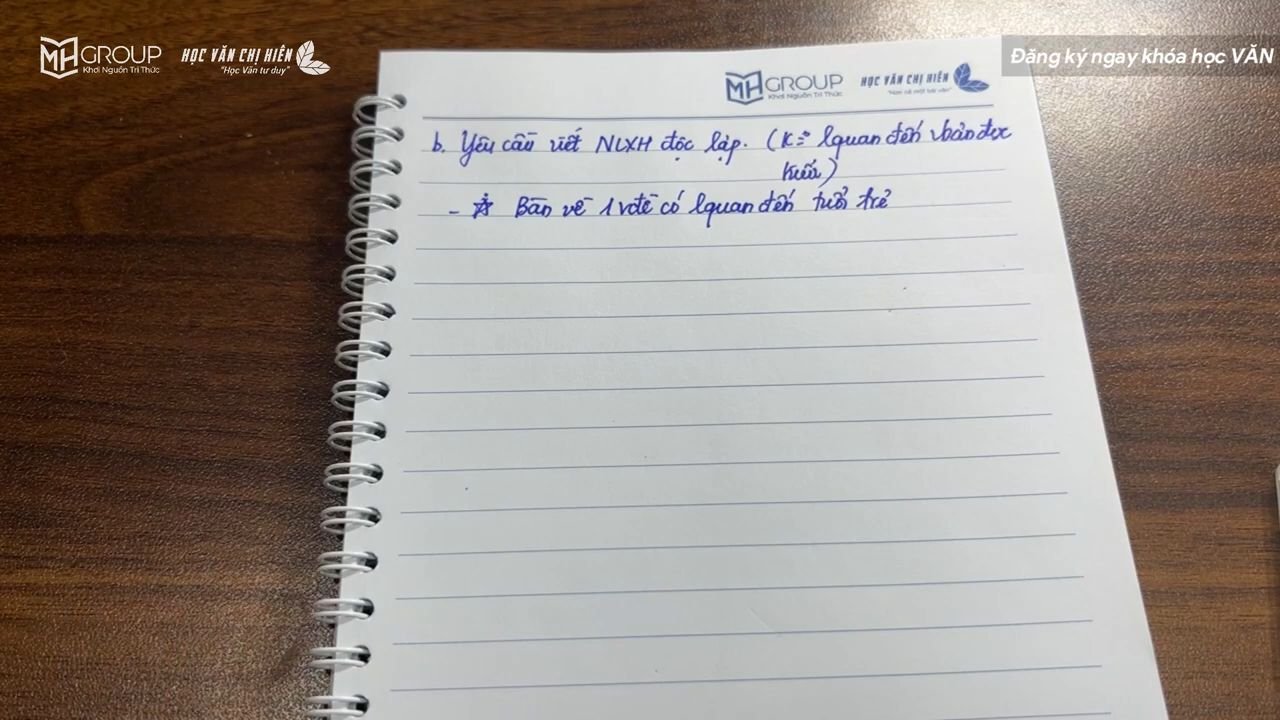 MH GROUP
Khơi Nguồn Tri Thức
HỌC VĂN CHỊ HIÊN
"Học Văn tư duy"
Đăng ký ngay khóa học VĂN
MH GROUP
Khơi Nguồn Tri Thức
HỌC VĂN CHỊ HIÊN
b. Yêu cầu viết NLXH độc lập. (K= lquan đến vbản đọc
hiểu)
- Bàn về 1 vđề có lquan đến tuổi trẻ